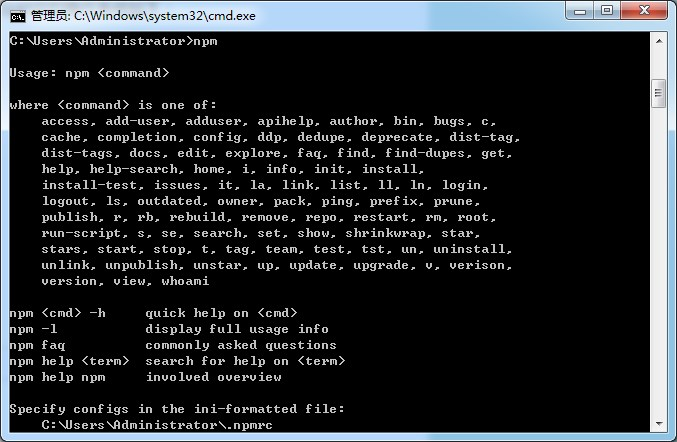 管理员: C:\Windows\system32\cmd.exe
C:\Users\Administrator>npm
Usage: npm <command>
where <command> is one of:
access, add-user, adduser, apihelp, author, bin, bugs, c,
cache, completion, config, ddp, dedupe, deprecate, dist-tag,
dist-tags, docs, edit, explore, faq, find, find-dupes, get,
help, help-search, home, i, info, init, install,
install-test, issues, it, la, link, list, ll, ln, login,
logout, ls, outdated, owner, pack, ping, prefix, prune,
publish, r, rb, rebuild, remove, repo, restart, rm, root,
run-script, s, se, search, set, show, shrinkwrap, star,
stars, start, stop, t, tag, team, test, tst, un, uninstall,
unlink, unpublish, unstar, up, update, upgrade, v, verison,
version, view, whoami
npm <cmd> -h     quick help on <cmd>
npm -l           display full usage info
npm faq          commonly asked questions
npm help <term>  search for help on <term>
npm help npm     involved overview
Specify configs in the ini-formatted file:
C:\Users\Administrator\.npmrc